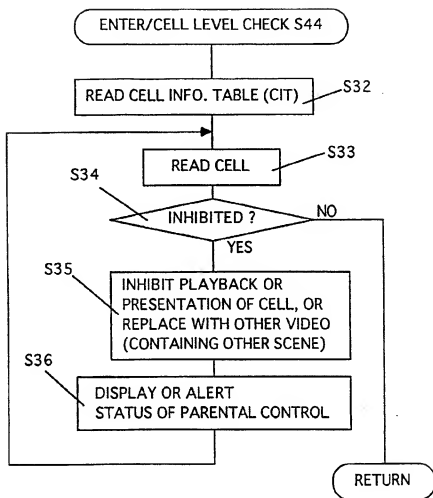 ENTER/CELL LEVEL CHECK S44
READ CELL INFO. TABLE (CIT)
S32
READ CELL
S33
S34
INHIBITED ?
NO
YES
S35
INHIBIT PLAYBACK OR
PRESENTATION OF CELL, OR
REPLACE WITH OTHER VIDEO
(CONTAINING OTHER SCENE)
S36
DISPLAY OR ALERT
STATUS OF PARENTAL CONTROL
RETURN